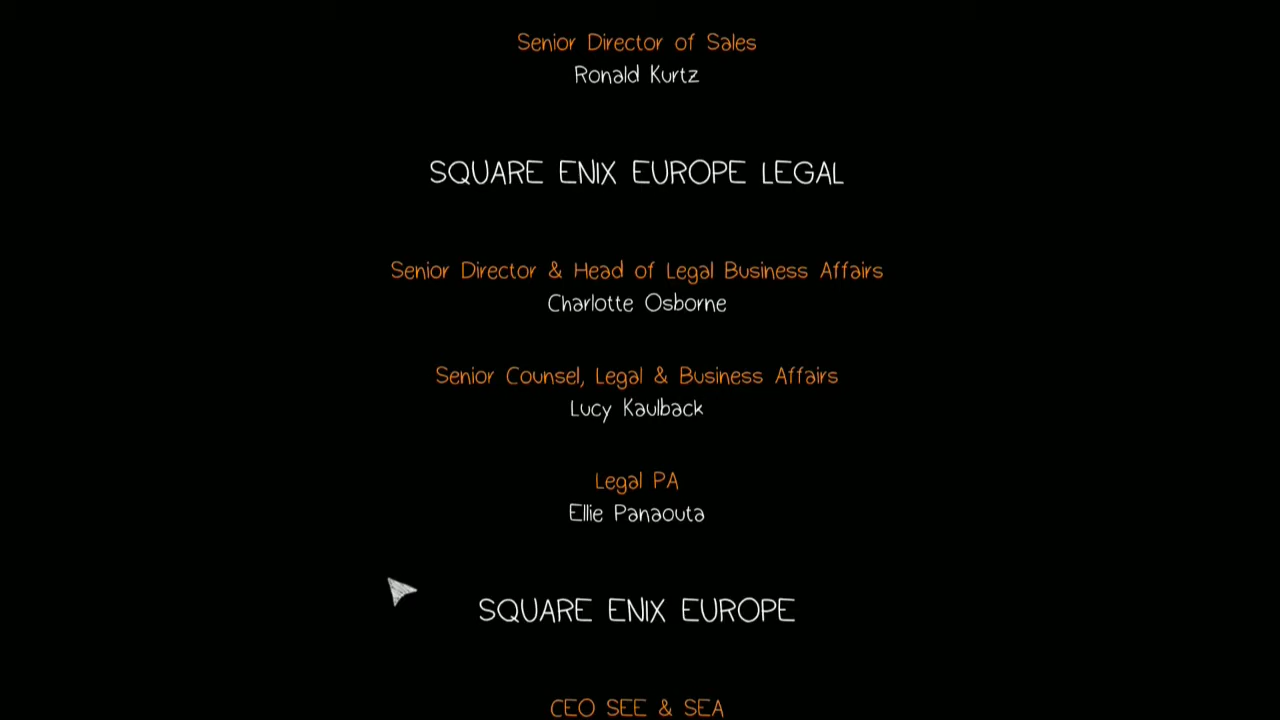 Senior Director of Sales
Ronald Kurtz
SQUARE ENIX EUROPE LEGAL
Senior Director & Head of Legal Business Affairs
Charlotte Osborne
Senior Counsel, Legal & Business Affairs
Lucy Kaulback
Legal PA
Ellie Panaouta
SQUARE ENIX EUROPE
CEO SEE & SEA